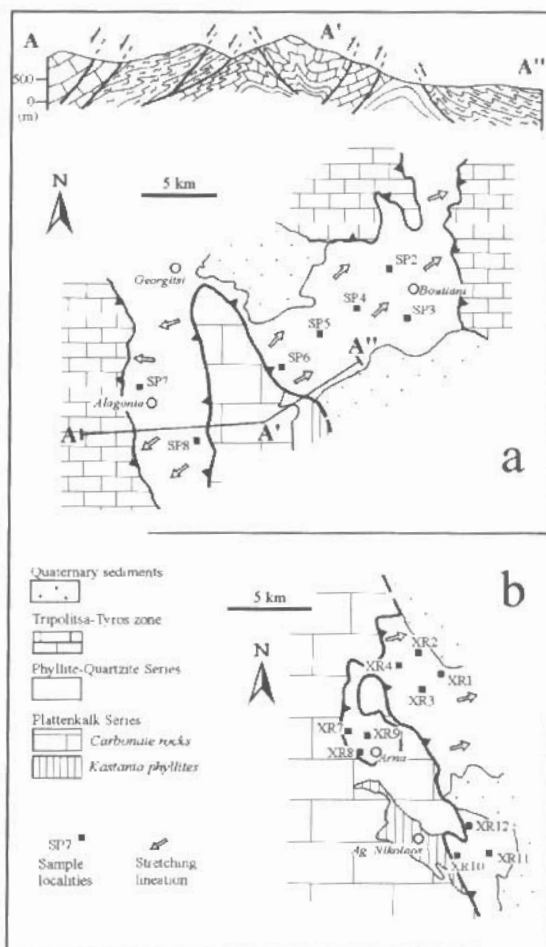 A
A'
A''
500
0
(m)
N
5 km
Georgitsi
SP2
Boutiani
SP4
SP3
SP5
A''
SP6
SP7
Alagonia
A
A'
SP8
a
Quaternary sediments
Tripolitsa-Tyros zone
Phyllite-Quartzite Series
Plattenkalk Series
Carbonate rocks
Kastania phyllites
SP7
Sample
localities
Stretching
lineation
5 km
b
N
XR2
XR4
XR1
XR3
XR7
XR9
XR8
Arna
XR12
Ag. Nikolaos
XR11
XR10